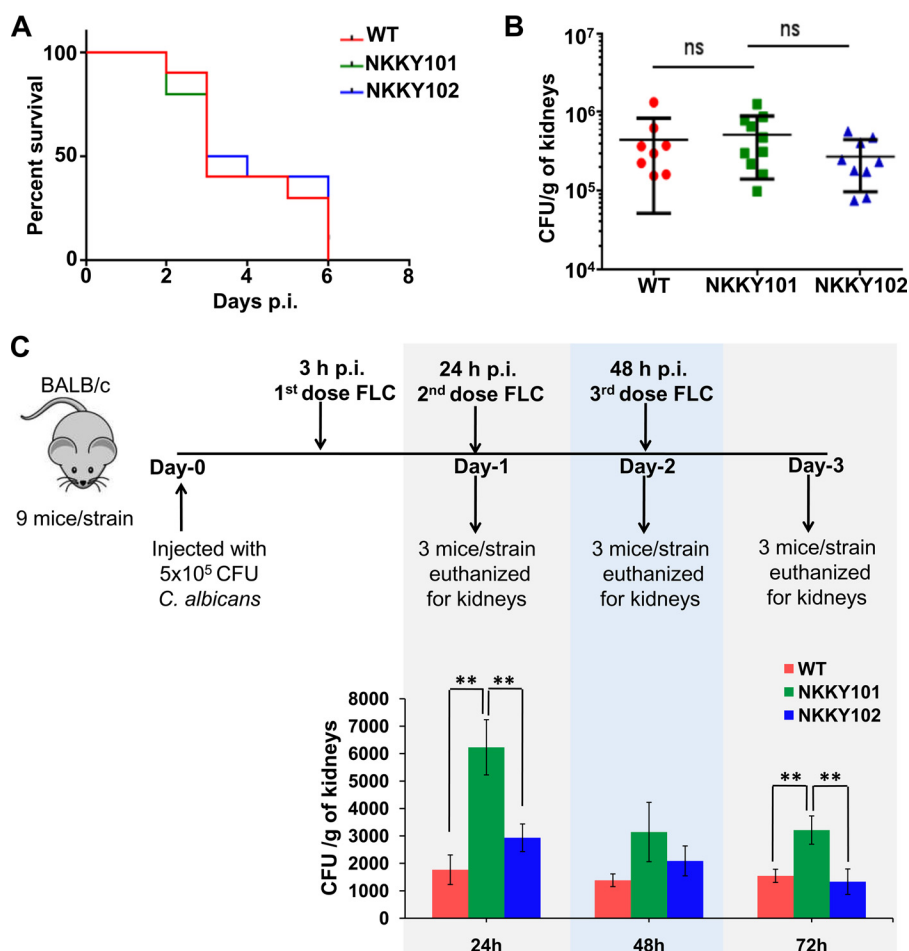 A
WT
NKKY101
NKKY102
100
50
0
Percent survival
0 2 4 6 8
Days p.i.
B
ns ns
10⁷
10⁶
10⁵
10⁴
CFU/g of kidneys
WT NKKY101 NKKY102
C
BALB/c
9 mice/strain
3 h p.i.
1ˢᵗ dose FLC
24 h p.i.
2ⁿᵈ dose FLC
48 h p.i.
3ʳᵈ dose FLC
Day-0 Day-1 Day-2 Day-3
Injected with
5x10⁵ CFU
C. albicans
3 mice/strain
euthanized
for kidneys
3 mice/strain
euthanized
for kidneys
3 mice/strain
euthanized
for kidneys
WT
NKKY101
NKKY102
** **
** **
8000
7000
6000
5000
4000
3000
2000
1000
0
CFU /g of kidneys
24h 48h 72h